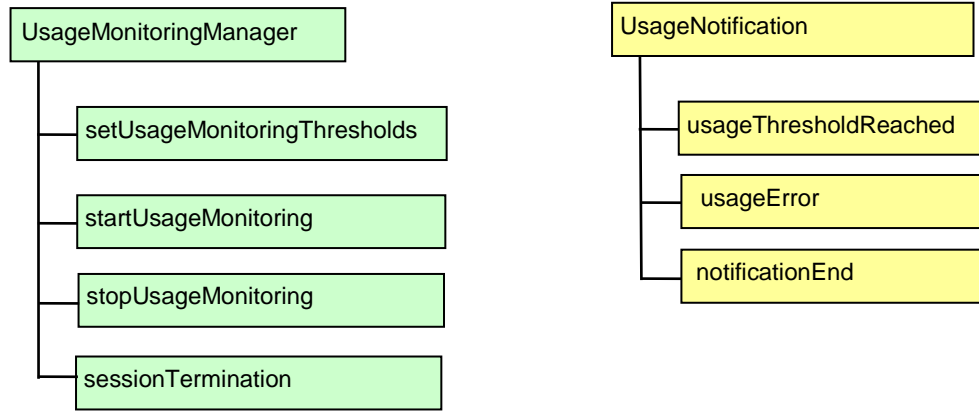 UsageMonitoringManager
setUsageMonitoringThresholds
startUsageMonitoring
stopUsageMonitoring
sessionTermination
UsageNotification
usageThresholdReached
usageError
notificationEnd